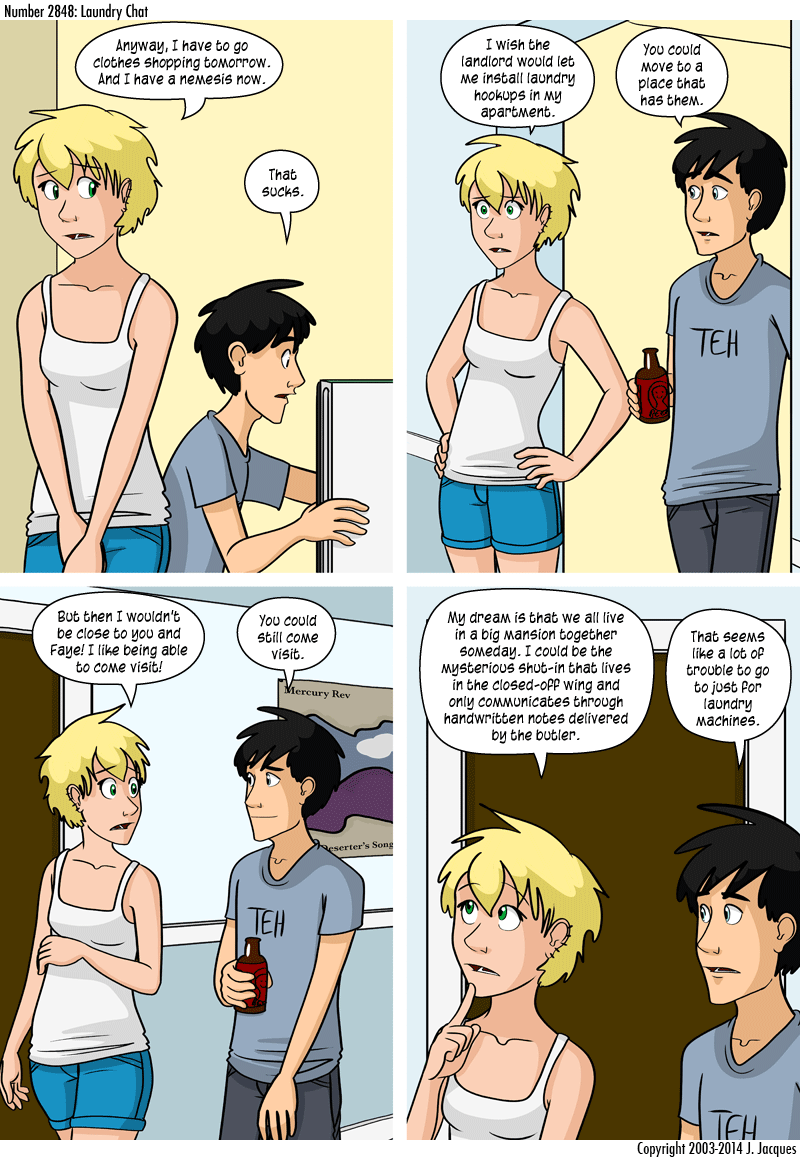 Number 2848: Laundry Chat
Anyway, I have to go
clothes shopping tomorrow.
And I have a nemesis now.
That
sucks.
I wish the
landlord would let
me install laundry
hookups in my
apartment.
You could
move to a
place that
has them.
TEH
But then I wouldn't
be close to you and
Faye! I like being able
to come visit!
You could
still come
visit.
Mercury Rev
Deserter's Song
TEH
My dream is that we all live
in a big mansion together
someday. I could be the
mysterious shut-in that lives
in the closed-off wing and
only communicates through
handwritten notes delivered
by the butler.
That seems
like a lot of
trouble to go
to just for
laundry
machines.
TEH
Copyright 2003-2014 J. Jacques